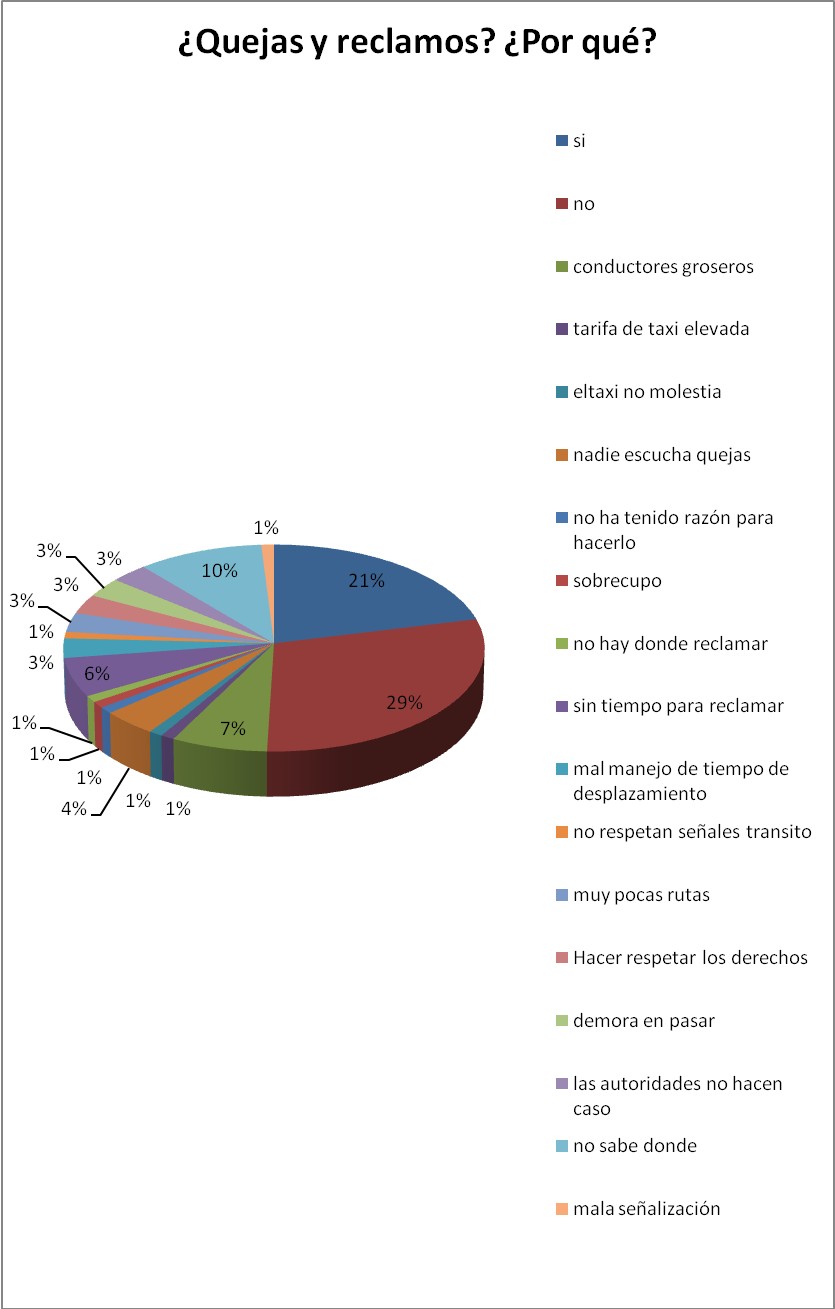 ¿Quejas y reclamos? ¿Por qué?
si
no
conductores groseros
tarifa de taxi elevada
eltaxi no molestia
nadie escucha quejas
no ha tenido razón para
hacerlo
sobrecupo
no hay donde reclamar
sin tiempo para reclamar
mal manejo de tiempo de
desplazamiento
no respetan señales transito
muy pocas rutas
Hacer respetar los derechos
demora en pasar
las autoridades no hacen
caso
no sabe donde
mala señalización
21%
29%
7%
1%
1%
4%
1%
1%
1%
6%
3%
1%
3%
3%
3%
3%
10%
1%